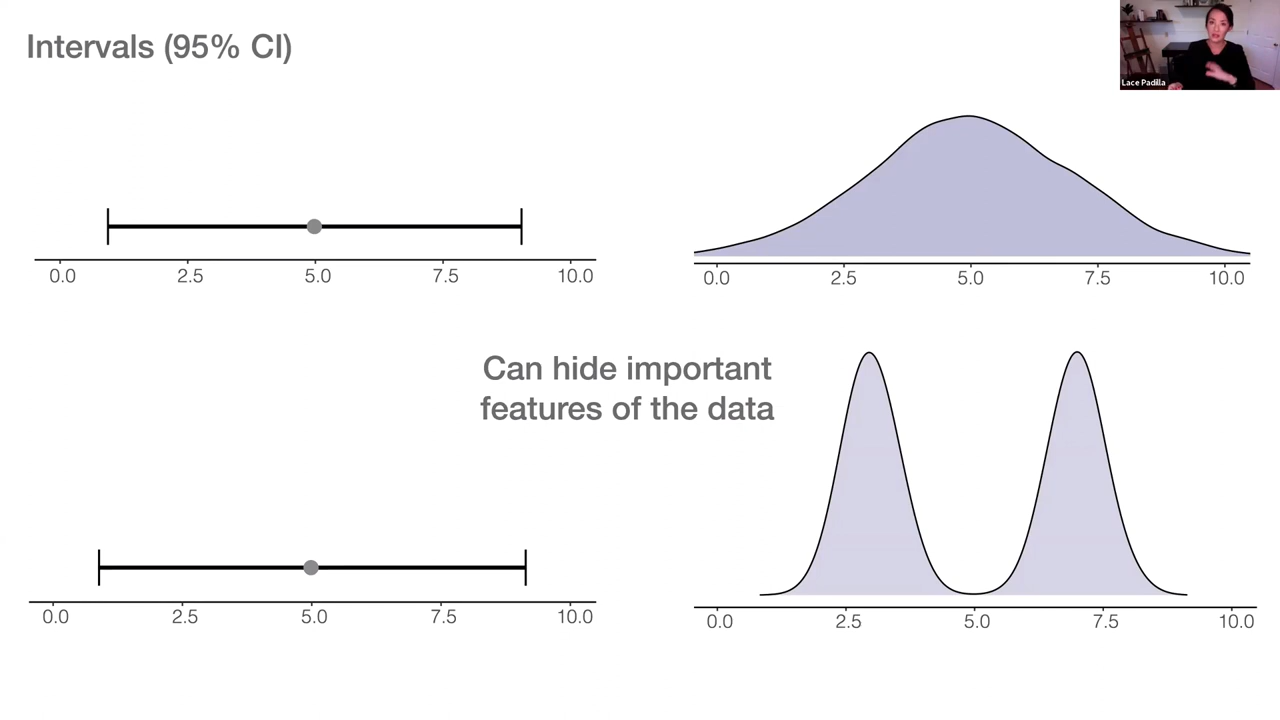 Intervals (95% CI)
Lace Padilla
0.0 2.5 5.0 7.5 10.0
0.0 2.5 5.0 7.5 10.0
Can hide important
features of the data
0.0 2.5 5.0 7.5 10.0
0.0 2.5 5.0 7.5 10.0